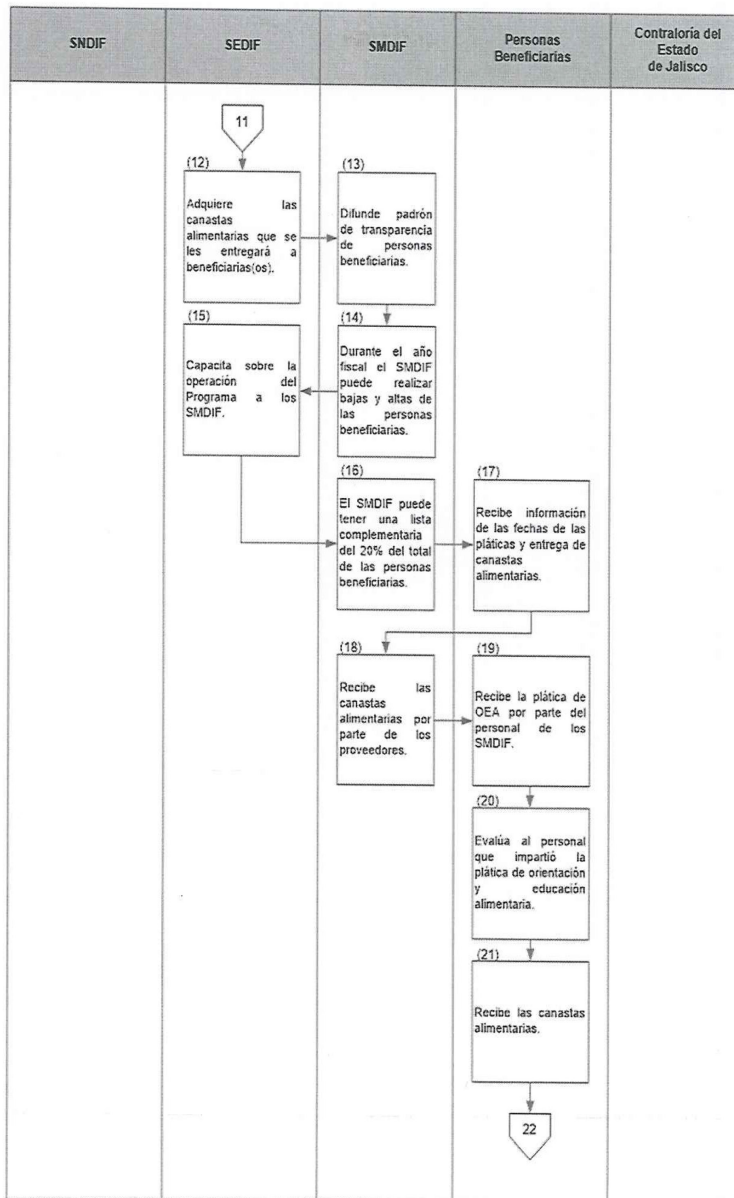 SNDIF
SEDIF
SMDIF
Personas
Beneficiarias
Contraloría del
Estado
de Jalisco
11
(12)
Adquiere las
canastas
alimentarias que se
les entregará a
beneficiarias(os).
(13)
Difunde padrón
de transparencia
de personas
beneficiarias.
(14)
Durante el año
fiscal el SMDIF
puede realizar
bajas y altas de
las personas
beneficiarias.
(15)
Capacita sobre la
operación del
Programa a los
SMDIF.
(16)
El SMDIF puede
tener una lista
complementaria
del 20% del total
de las personas
beneficiarias.
(17)
Recibe información
de las fechas de las
pláticas y entrega de
canastas
alimentarias.
(18)
Recibe las
canastas
alimentarias por
parte de los
proveedores.
(19)
Recibe la plática de
OEA por parte del
personal de los
SMDIF.
(20)
Evalúa al personal
que impartió la
plática de orientación
y educación
alimentaria.
(21)
Recibe las canastas
alimentarias.
22